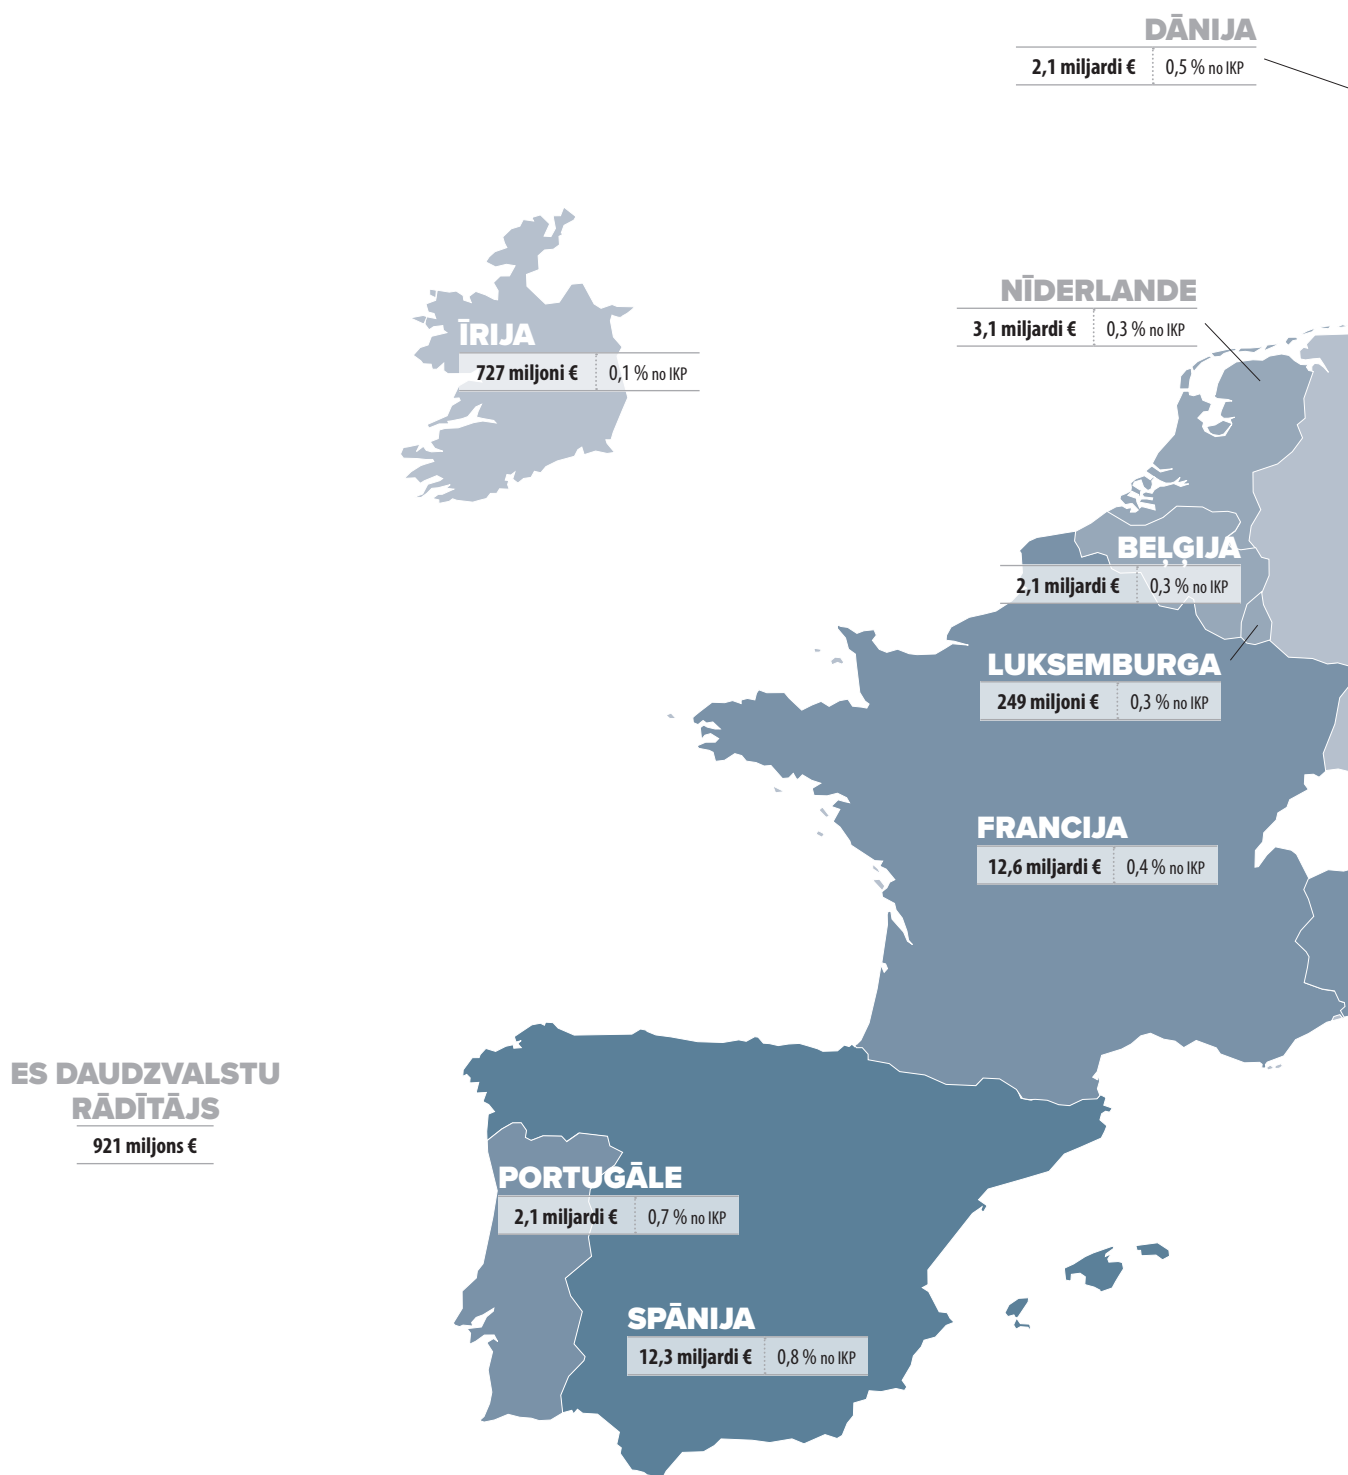 DĀNIJA
2,1 miljardi € 0,5 % no IKP
NĪDERLANDE
3,1 miljardi € 0,3 % no IKP
ĪRIJA
727 miljoni € 0,1 % no IKP
BEĻĢIJA
2,1 miljardi € 0,3 % no IKP
LUKSEMBURGA
249 miljoni € 0,3 % no IKP
FRANCIJA
12,6 miljardi € 0,4 % no IKP
ES DAUDZVALSTU
RĀDĪTĀJS
921 miljons €
PORTUGĀLE
2,1 miljardi € 0,7 % no IKP
SPĀNIJA
12,3 miljardi € 0,8 % no IKP